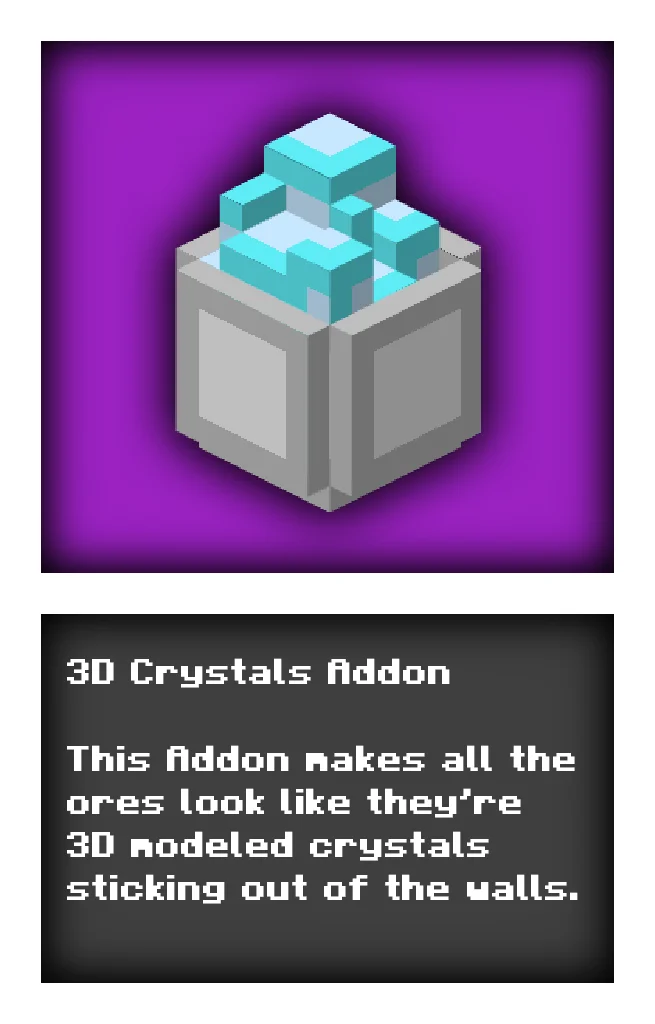 3D Crystals Addon
This Addon makes all the
ores look like they're
3D modeled crystals
sticking out of the walls.